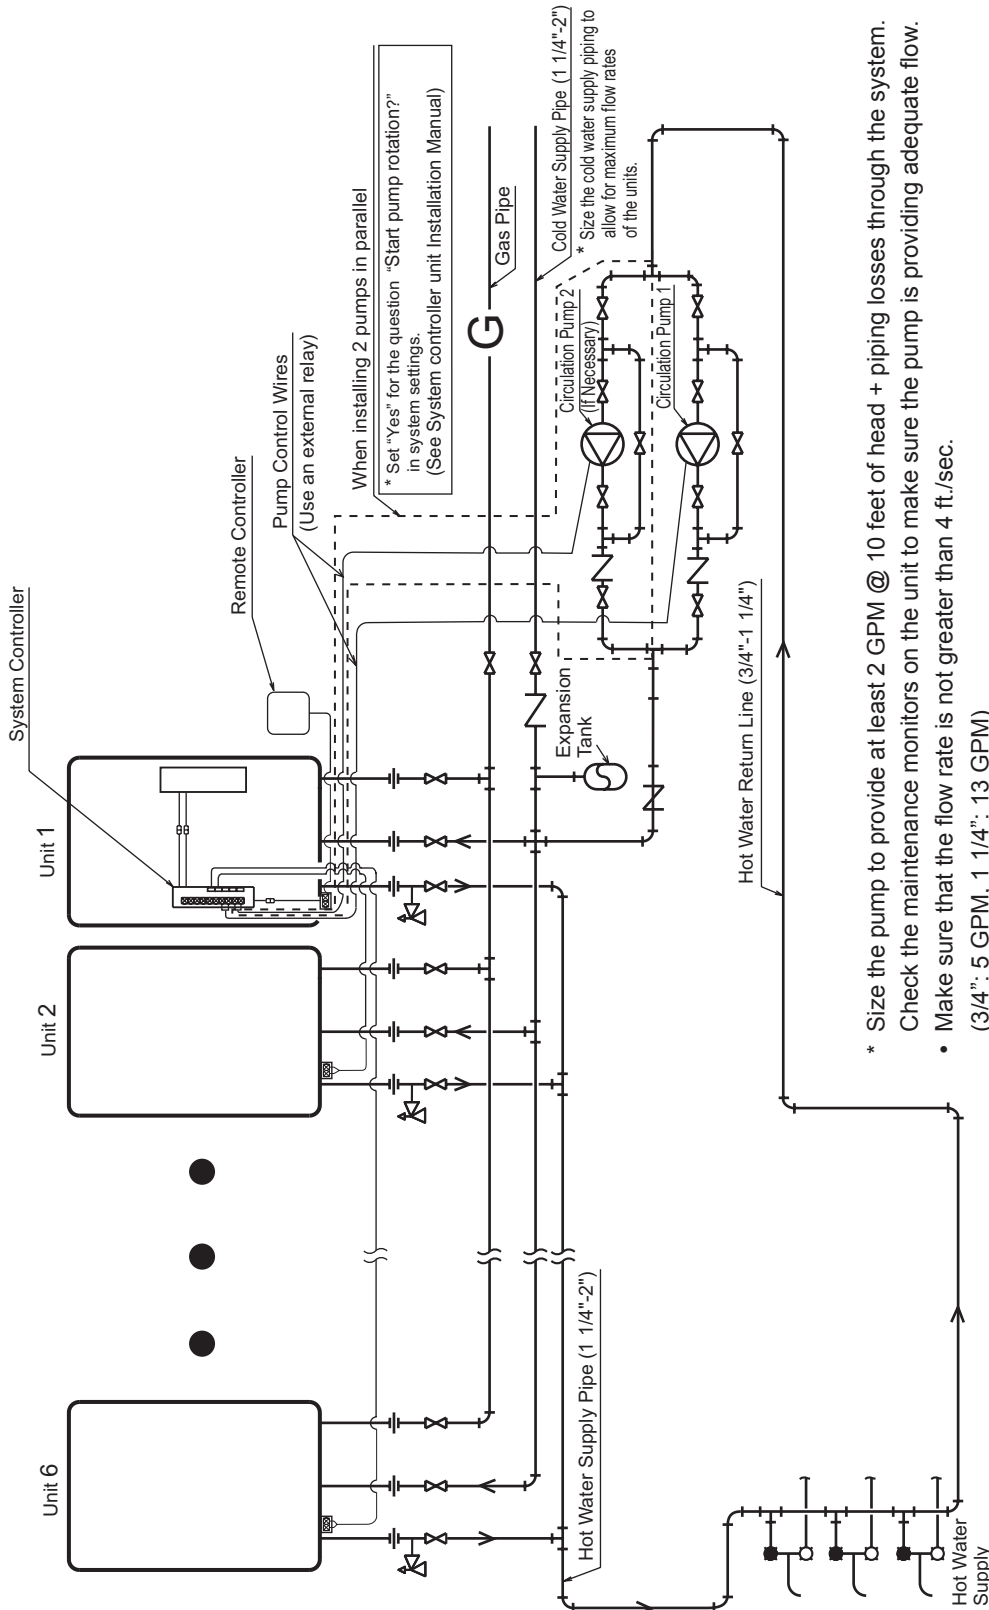 System Controller
Remote Controller
Pump Control Wires
(Use an external relay)
When installing 2 pumps in parallel
* Set “Yes” for the question “Start pump rotation?”
in system settings.
(See System controller unit Installation Manual)
Unit 1
Unit 2
Unit 6
G
Gas Pipe
Cold Water Supply Pipe (1 1/4"-2")
* Size the cold water supply piping to
allow for maximum flow rates
of the units.
Expansion
Tank
Circulation Pump 2
(If Necessary)
Circulation Pump 1
Hot Water Return Line (3/4"-1 1/4")
Hot Water Supply Pipe (1 1/4"-2")
Hot Water
Supply
* Size the pump to provide at least 2 GPM @ 10 feet of head + piping losses through the system.
Check the maintenance monitors on the unit to make sure the pump is providing adequate flow.
• Make sure that the flow rate is not greater than 4 ft./sec.
(3/4”: 5 GPM, 1 1/4”: 13 GPM)